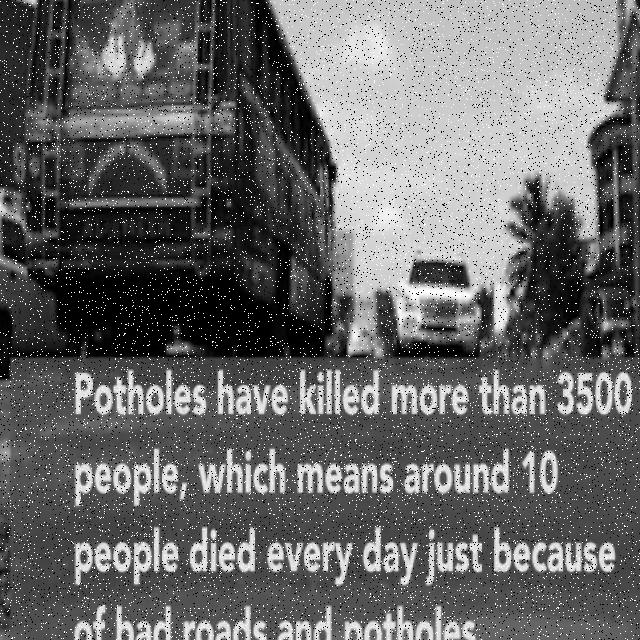 Potholes have killed more than 3500
people, which means around 10
people died every day just because
of bad roads and potholes